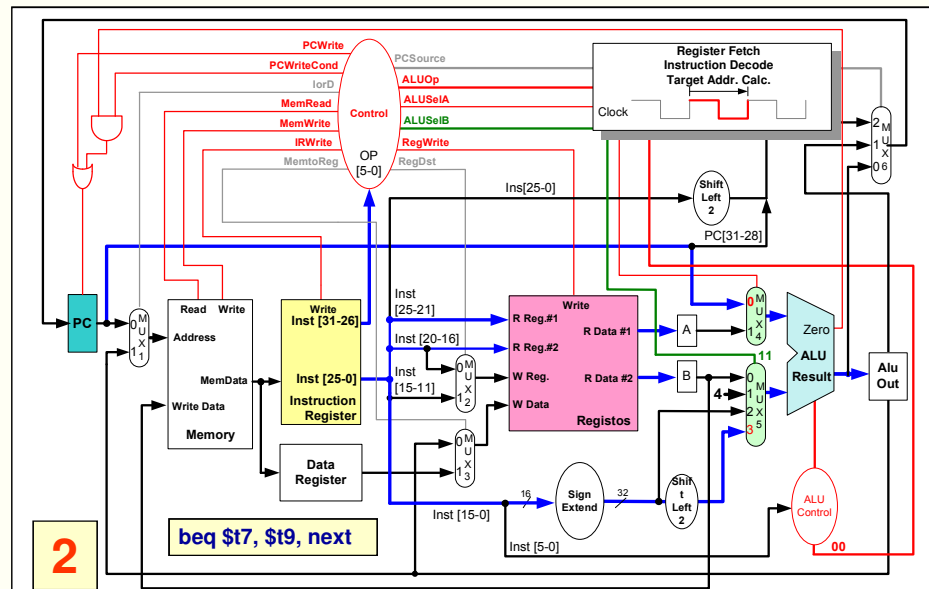 PCWrite
PCWriteCond
IorD
MemRead
MemWrite
IRWrite
MemtoReg
Control
OP
[5-0]
PCSource
ALUOp
ALUSelA
ALUSelB
RegWrite
RegDst
Register Fetch
Instruction Decode
Target Addr. Calc.
Clock
2
1
0
M
U
X
6
Ins[25-0]
Shift
Left
2
PC[31-28]
PC
0
1
M
U
X
1
Read Write
Address
MemData
Write Data
Memory
Write
Inst [31-26]
Inst [25-0]
Instruction
Register
Data
Register
Inst
[25-21]
Inst [20-16]
Inst
[15-11]
0
1
M
U
X
2
0
1
M
U
X
3
Write
R Reg.#1
R Reg.#2
W Reg.
W Data
R Data #1
R Data #2
Registos
A
B
0
1
M
U
X
4
11
4
0
1
2
3
M
U
X
5
Zero
ALU
Result
Alu
Out
Inst [15-0]
16
Sign
Extend
32
Shif
t
Left
2
Inst [5-0]
ALU
Control
00
2
beq $t7, $t9, next